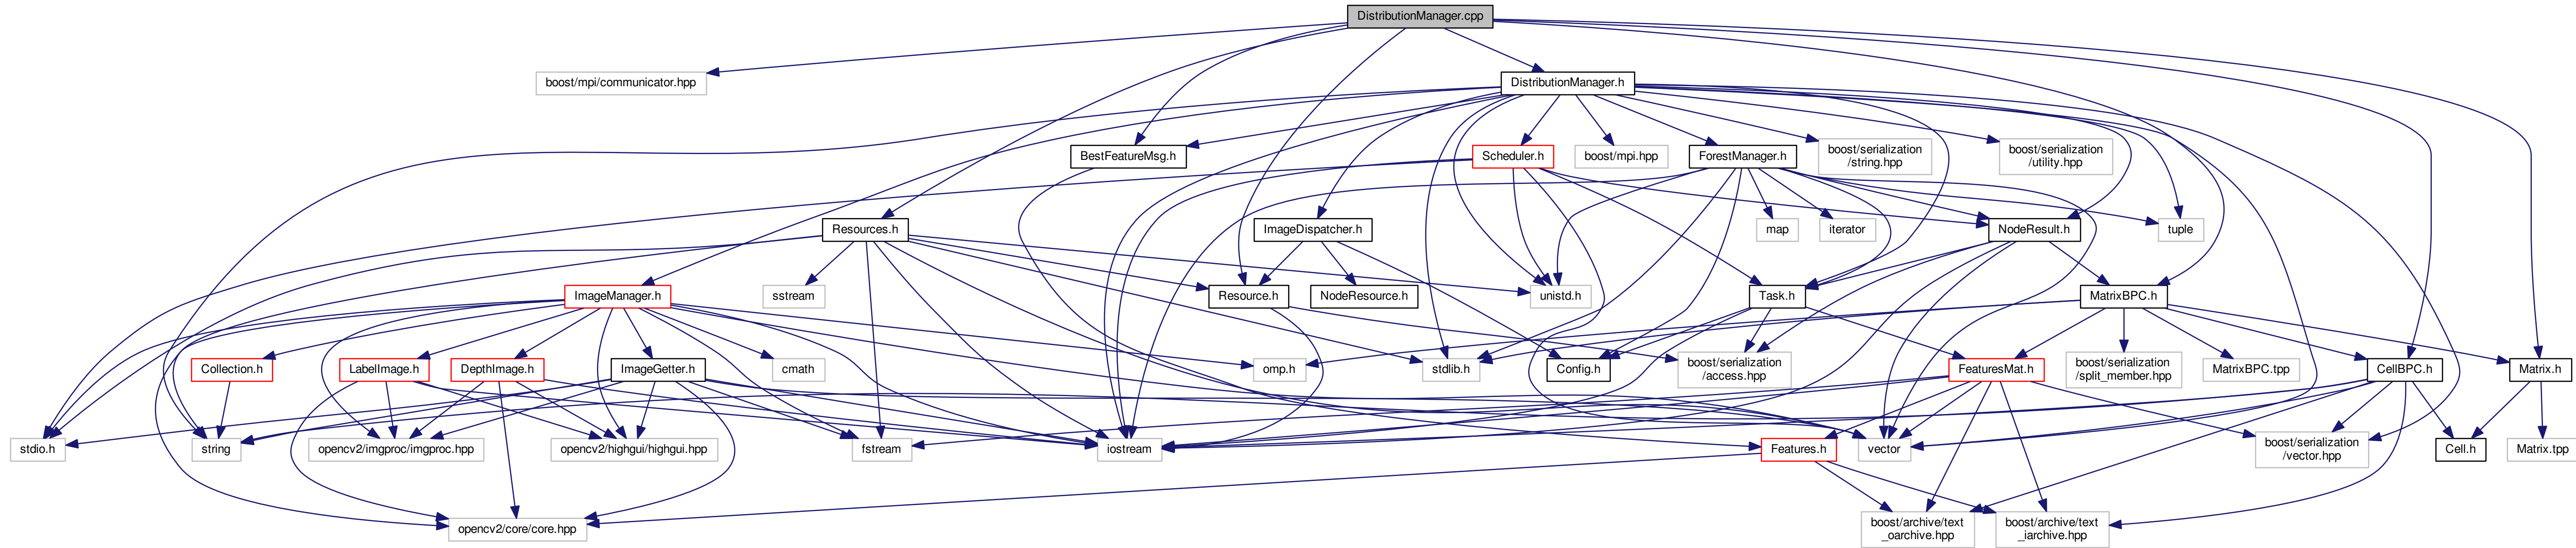 DistributionManager.cpp
boost/mpi/communicator.hpp
DistributionManager.h
BestFeatureMsg.h
Scheduler.h
boost/mpi.hpp
ForestManager.h
boost/serialization
/string.hpp
boost/serialization
/utility.hpp
Resources.h
ImageDispatcher.h
map
iterator
NodeResult.h
tuple
ImageManager.h
sstream
Resource.h
NodeResource.h
unistd.h
Task.h
MatrixBPC.h
Collection.h
LabelImage.h
DepthImage.h
ImageGetter.h
cmath
omp.h
stdlib.h
Config.h
boost/serialization
/access.hpp
FeaturesMat.h
boost/serialization
/split_member.hpp
MatrixBPC.tpp
CellBPC.h
Matrix.h
stdio.h
string
opencv2/imgproc/imgproc.hpp
opencv2/highgui/highgui.hpp
fstream
iostream
Features.h
vector
boost/serialization
/vector.hpp
Cell.h
Matrix.tpp
opencv2/core/core.hpp
boost/archive/text
_oarchive.hpp
boost/archive/text
_iarchive.hpp